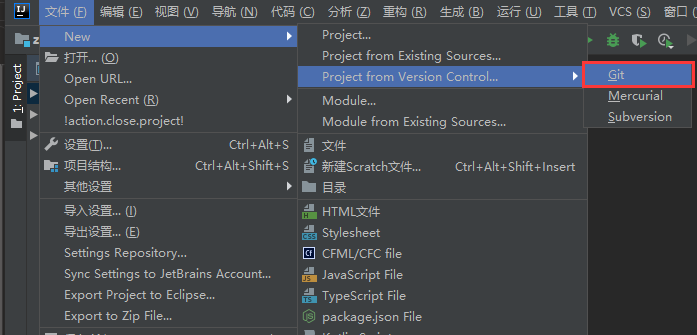 IJ 文件 (F) 编辑 (E) 视图 (V) 导航 (N) 代码 (C) 分析 (Z) 重构 (R) 生成 (B) 运行 (U) 工具 (T) VCS (S) 窗口
z
1: Project
New
打开... (O)
Open URL...
Open Recent (R)
!action.close.project!
设置(T)... Ctrl+Alt+S
项目结构... Ctrl+Alt+Shift+S
其他设置
导入设置... (I)
导出设置... (E)
Settings Repository...
Sync Settings to JetBrains Account...
Export Project to Eclipse...
Export to Zip File...
Project...
Project from Existing Sources...
Project from Version Control...
Module...
Module from Existing Sources...
文件
新建Scratch文件... Ctrl+Alt+Shift+Insert
目录
HTML文件
Stylesheet
CFML/CFC file
JavaScript File
TypeScript File
package.json File
Git
Mercurial
Subversion